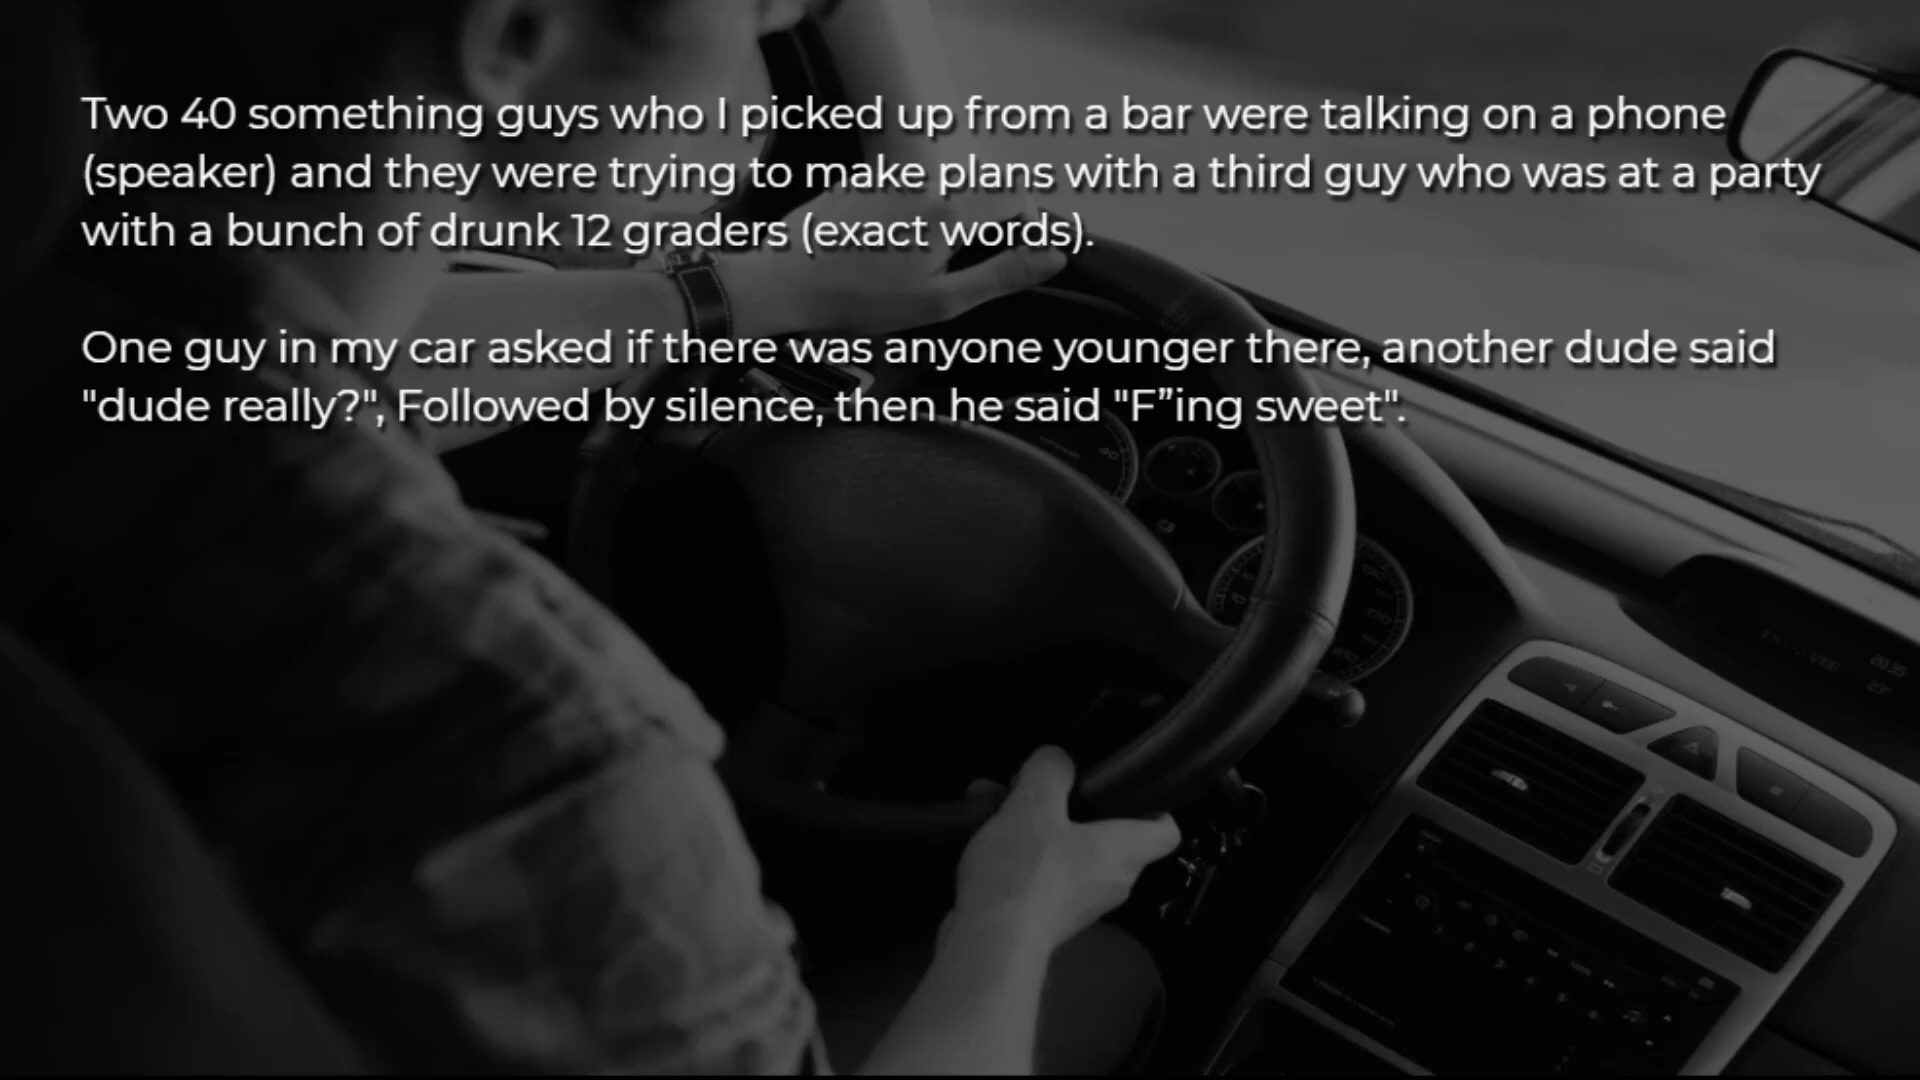 Two 40 something guys who I picked up from a bar were talking on a phone
(speaker) and they were trying to make plans with a third guy who was at a party
with a bunch of drunk 12 graders (exact words).
One guy in my car asked if there was anyone younger there, another dude said
"dude really?", Followed by silence, then he said "F”ing sweet".